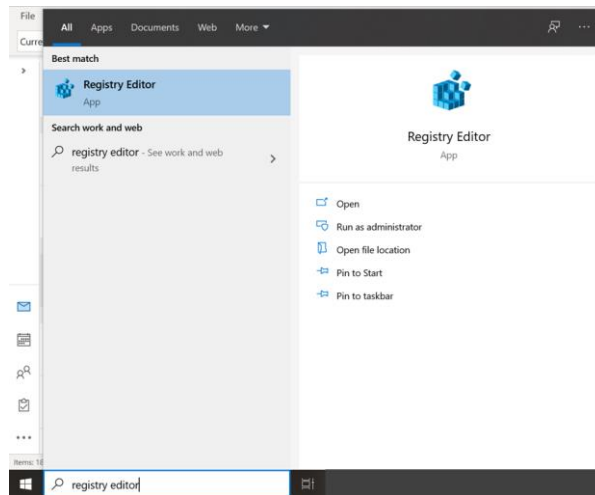 File
Curre
All Apps Documents Web More
Best match
Registry Editor
App
Search work and web
registry editor - See work and web
results
Registry Editor
App
Open
Run as administrator
Open file location
Pin to Start
Pin to taskbar
Items: 18
registry editor